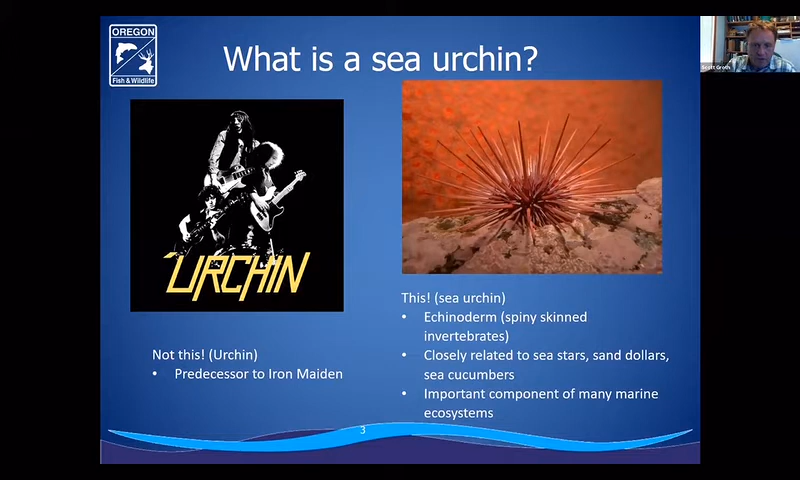 OREGON
Fish & Wildlife
What is a sea urchin?
Scott Groth
URCHIN
This! (sea urchin)
• Echinoderm (spiny skinned
invertebrates)
• Closely related to sea stars, sand dollars,
sea cucumbers
• Important component of many marine
ecosystems
Not this! (Urchin)
• Predecessor to Iron Maiden
3